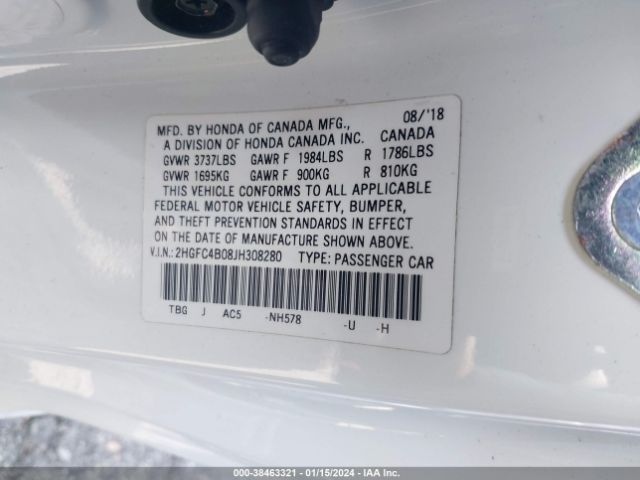 MFD. BY HONDA OF CANADA MFG., 08/'18
A DIVISION OF HONDA CANADA INC. CANADA
GVWR 3737LBS GAWR F 1984LBS R 1786LBS
GVWR 1695KG GAWR F 900KG R 810KG
THIS VEHICLE CONFORMS TO ALL APPLICABLE
FEDERAL MOTOR VEHICLE SAFETY, BUMPER,
AND THEFT PREVENTION STANDARDS IN EFFECT
ON THE DATE OF MANUFACTURE SHOWN ABOVE.
V.I.N.: 2HGFC4B08JH308280 TYPE: PASSENGER CAR
TBG J AC5 -NH578 -U -H
000-38463321 - 01/15/2024 - IAA Inc.